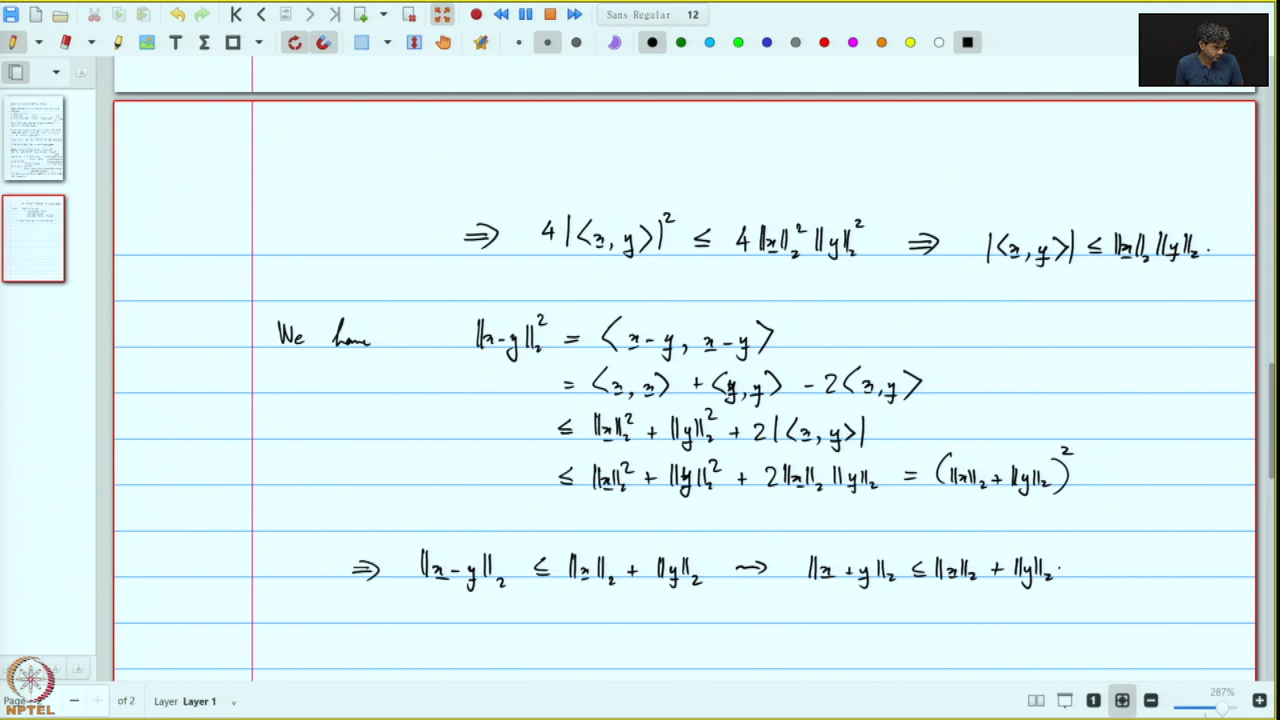 Sans Regular 12
⇒ 4|⟨x, y⟩|² ≤ 4‖x‖₂² ‖y‖₂² ⇒ |⟨x, y⟩| ≤ ‖x‖₂ ‖y‖₂.
We have ‖x-y‖₂² = ⟨x-y, x-y⟩
= ⟨x, x⟩ + ⟨y, y⟩ - 2⟨x, y⟩
≤ ‖x‖₂² + ‖y‖₂² + 2|⟨x, y⟩|
≤ ‖x‖₂² + ‖y‖₂² + 2‖x‖₂ ‖y‖₂ = (‖x‖₂ + ‖y‖₂)²
⇒ ‖x-y‖₂ ≤ ‖x‖₂ + ‖y‖₂ ⇝ ‖x + y‖₂ ≤ ‖x‖₂ + ‖y‖₂.
of 2 Layer Layer 1 287%
NPTEL